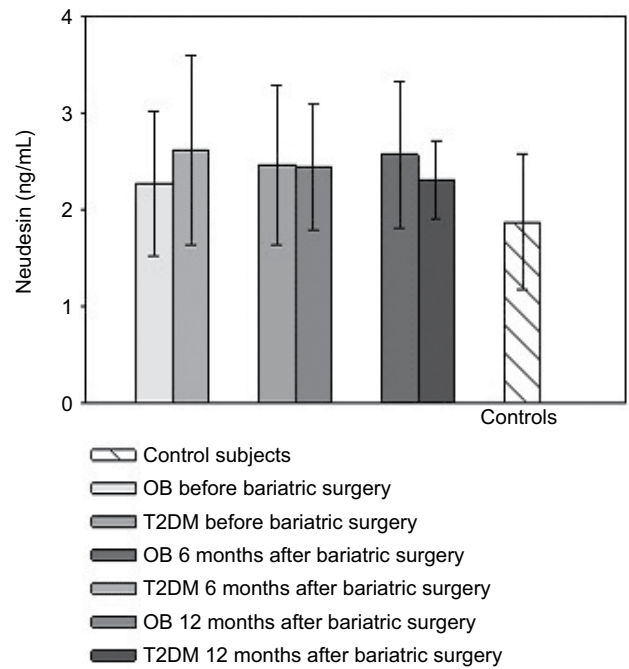 4
3
2
1
0
Neudesin (ng/mL)
Controls
Control subjects
OB before bariatric surgery
T2DM before bariatric surgery
OB 6 months after bariatric surgery
T2DM 6 months after bariatric surgery
OB 12 months after bariatric surgery
T2DM 12 months after bariatric surgery